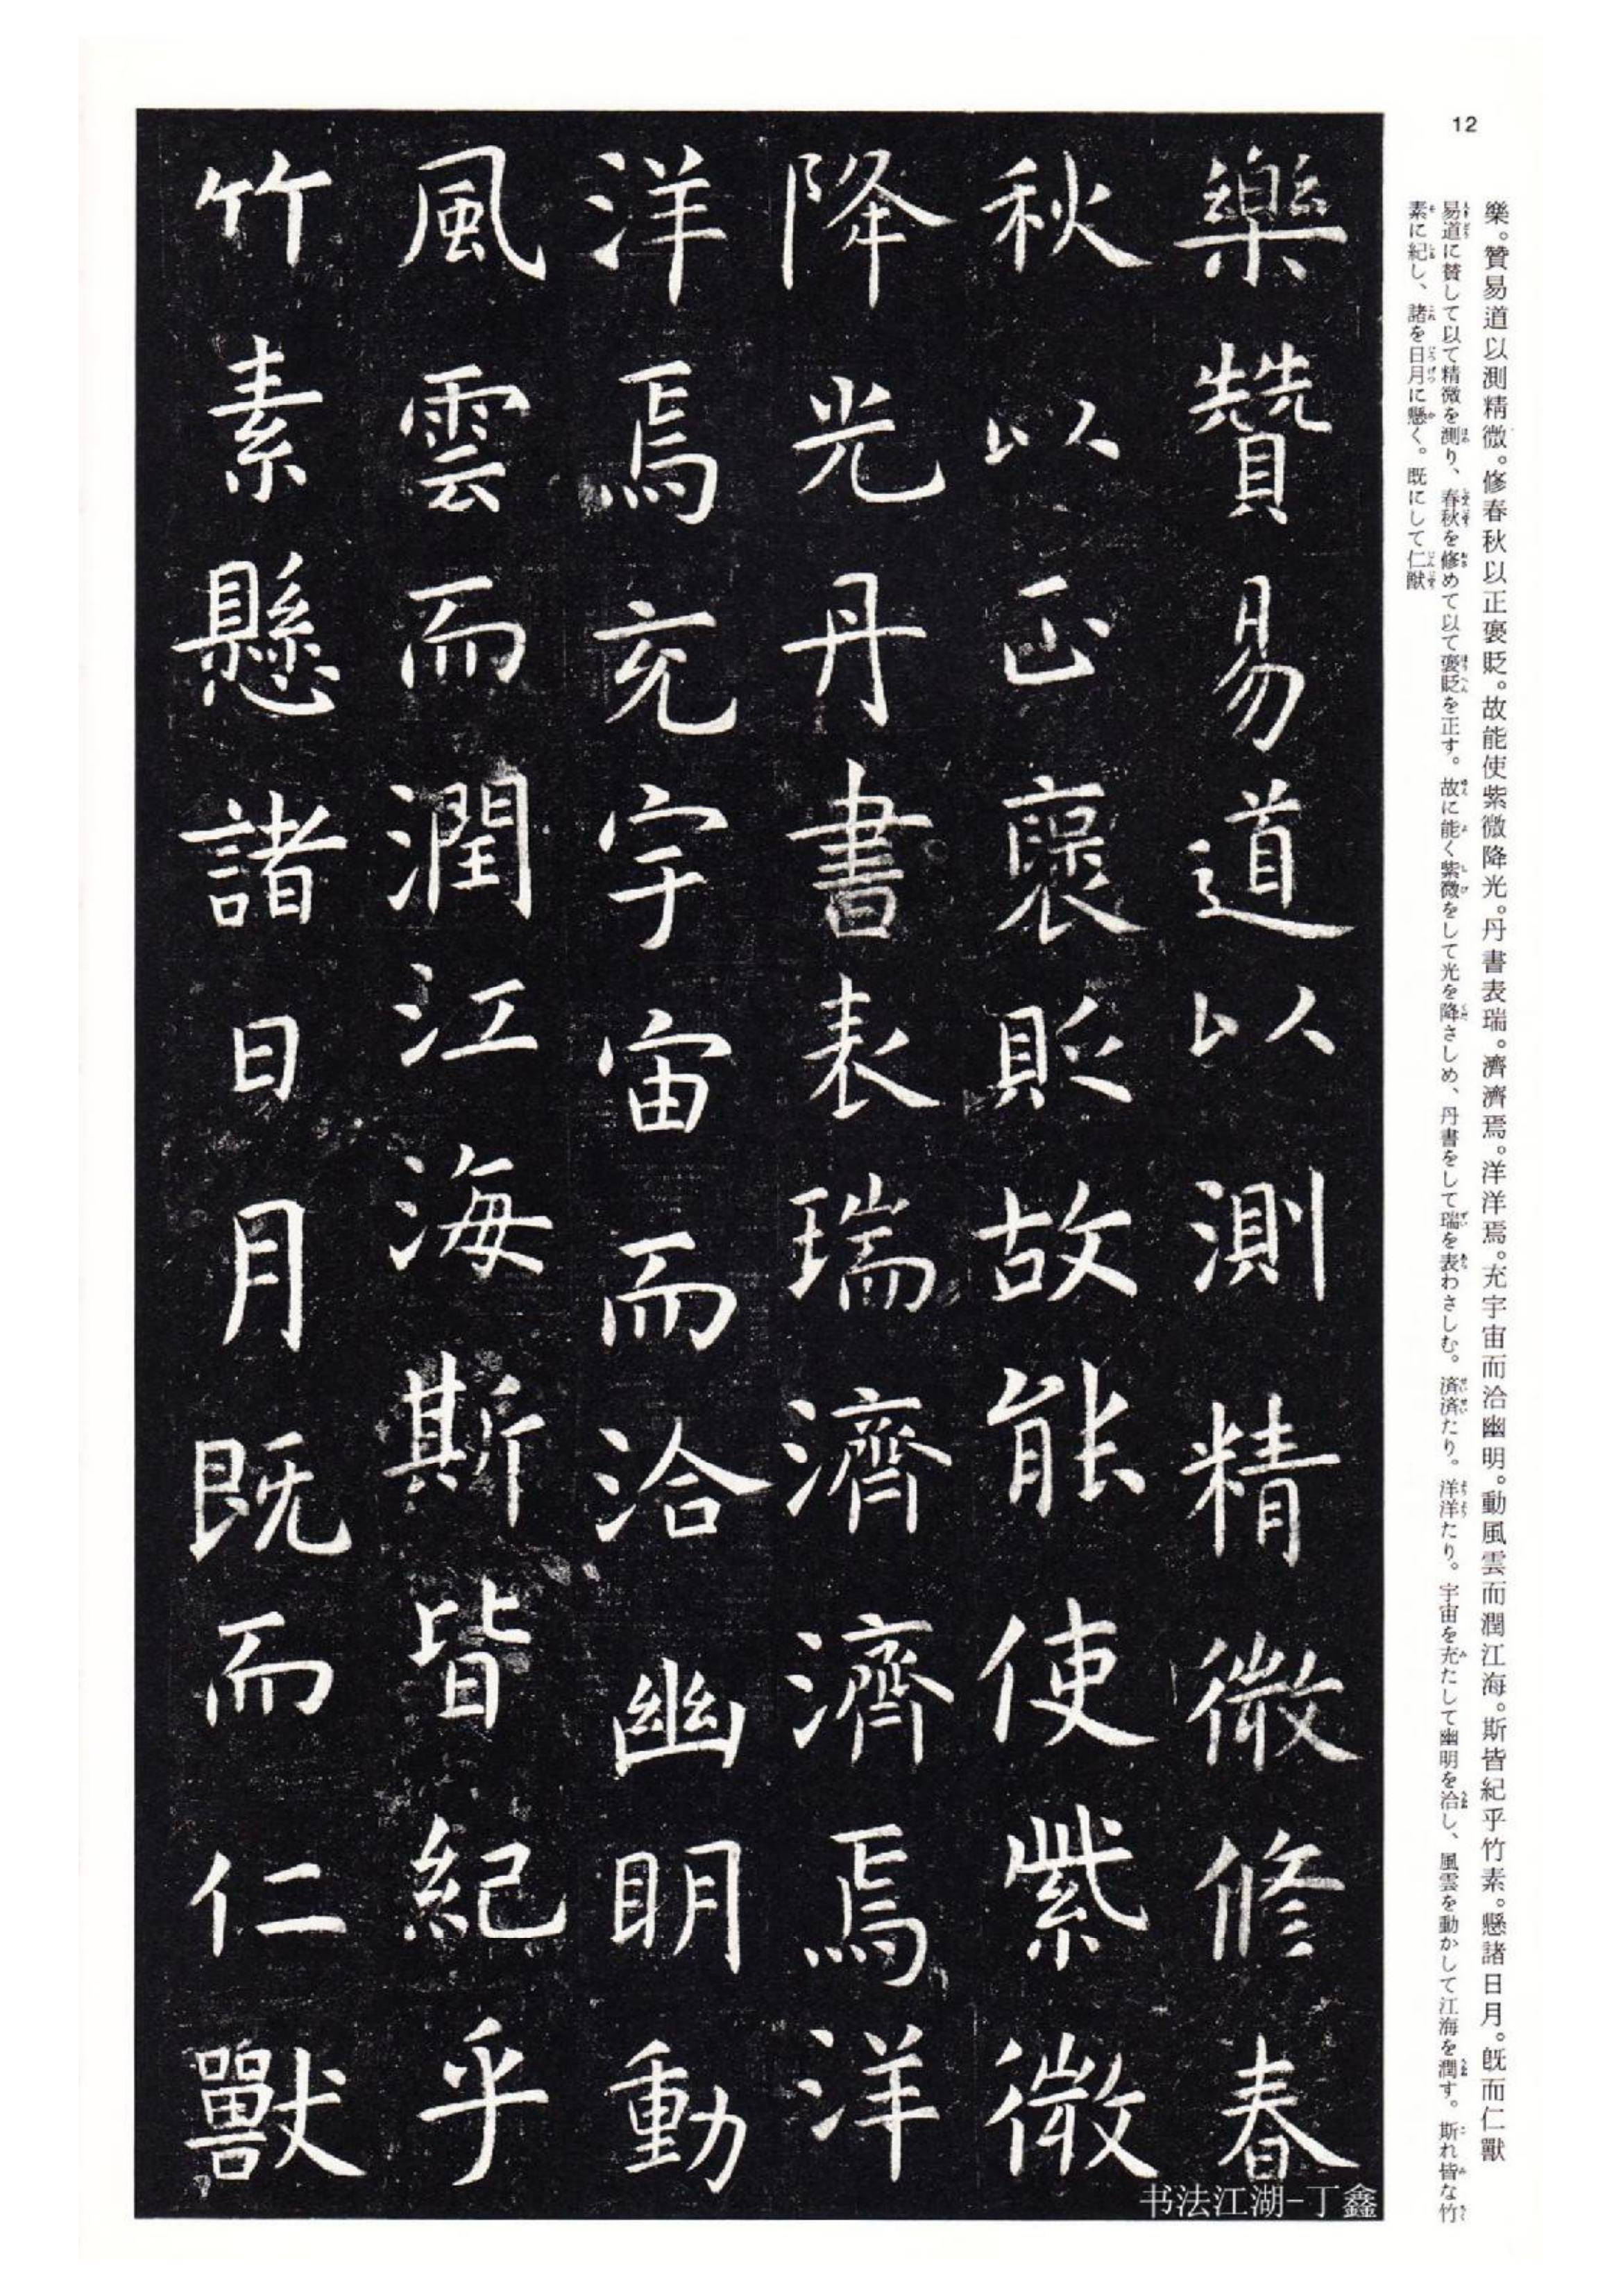 12
樂。贊易道以測精微。修春秋以正褒貶。故能使紫微降光。丹書表瑞。濟濟焉。洋洋焉。充宇宙而洽幽明。動風雲而潤江海。斯皆紀乎竹素。懸諸日月。既而仁獸
易道に賛して以て精微を測り、春秋を修めて以て褒貶を正す。故に能く紫微をして光を降さしめ、丹書をして瑞を表わさしむ。済済たり。洋洋たり。宇宙を充たして幽明を洽し、風雲を動かして江海を潤す。斯れ皆な竹
素に紀し、諸を日月に懸く。既にして仁獣
樂贊易道以測精微修春
秋以正褒貶故能使紫微
降光丹書表瑞濟濟焉洋
洋焉充宇宙而洽幽明動
風雲而潤江海斯皆紀乎
竹素懸諸日月既而仁獸
书法江湖-丁鑫